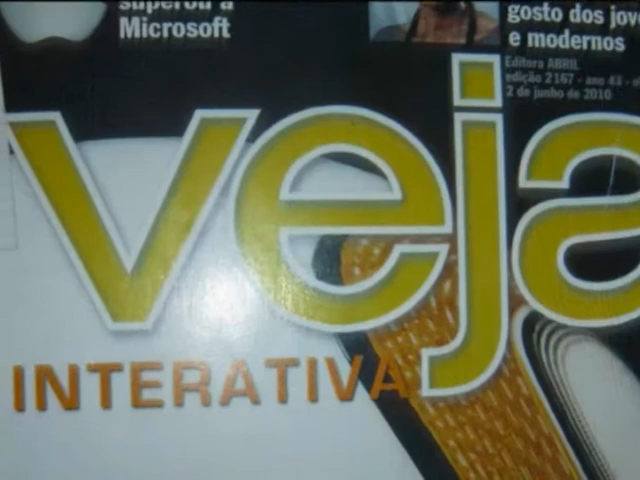 superou a
Microsoft
gosto dos jov
e modernos
Editora ABRIL
edição 2167 - ano 43 - n
2 de junho de 2010
veja
INTERATIVA